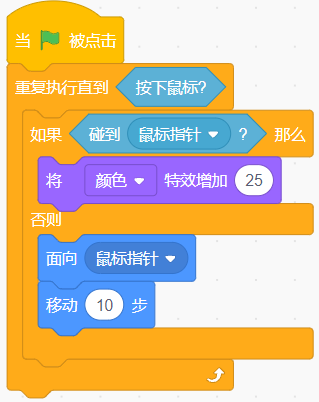 当 被点击
重复执行直到 按下鼠标?
如果 碰到 鼠标指针 ? 那么
将 颜色 特效增加 25
否则
面向 鼠标指针
移动 10 步